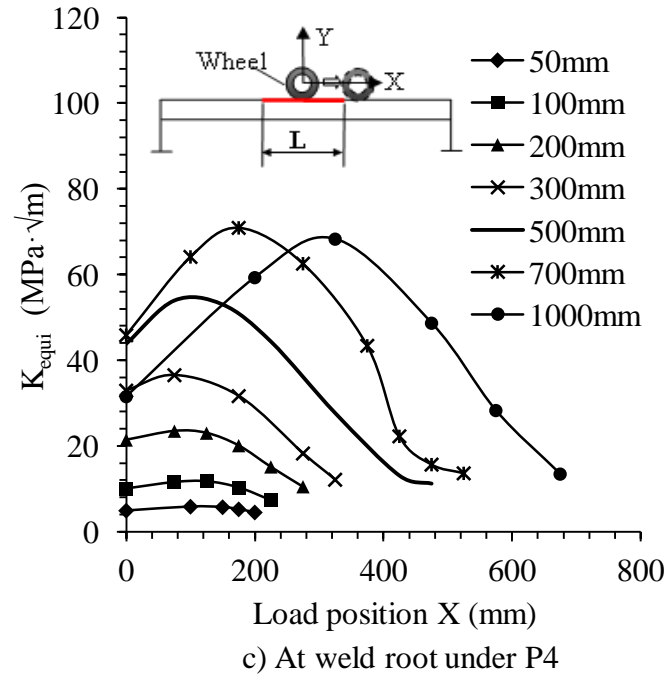 120
100
80
60
40
20
0
K_equi (MPa·√m)
Wheel
Y
X
L
50mm
100mm
200mm
300mm
500mm
700mm
1000mm
0 200 400 600 800
Load position X (mm)
c) At weld root under P4